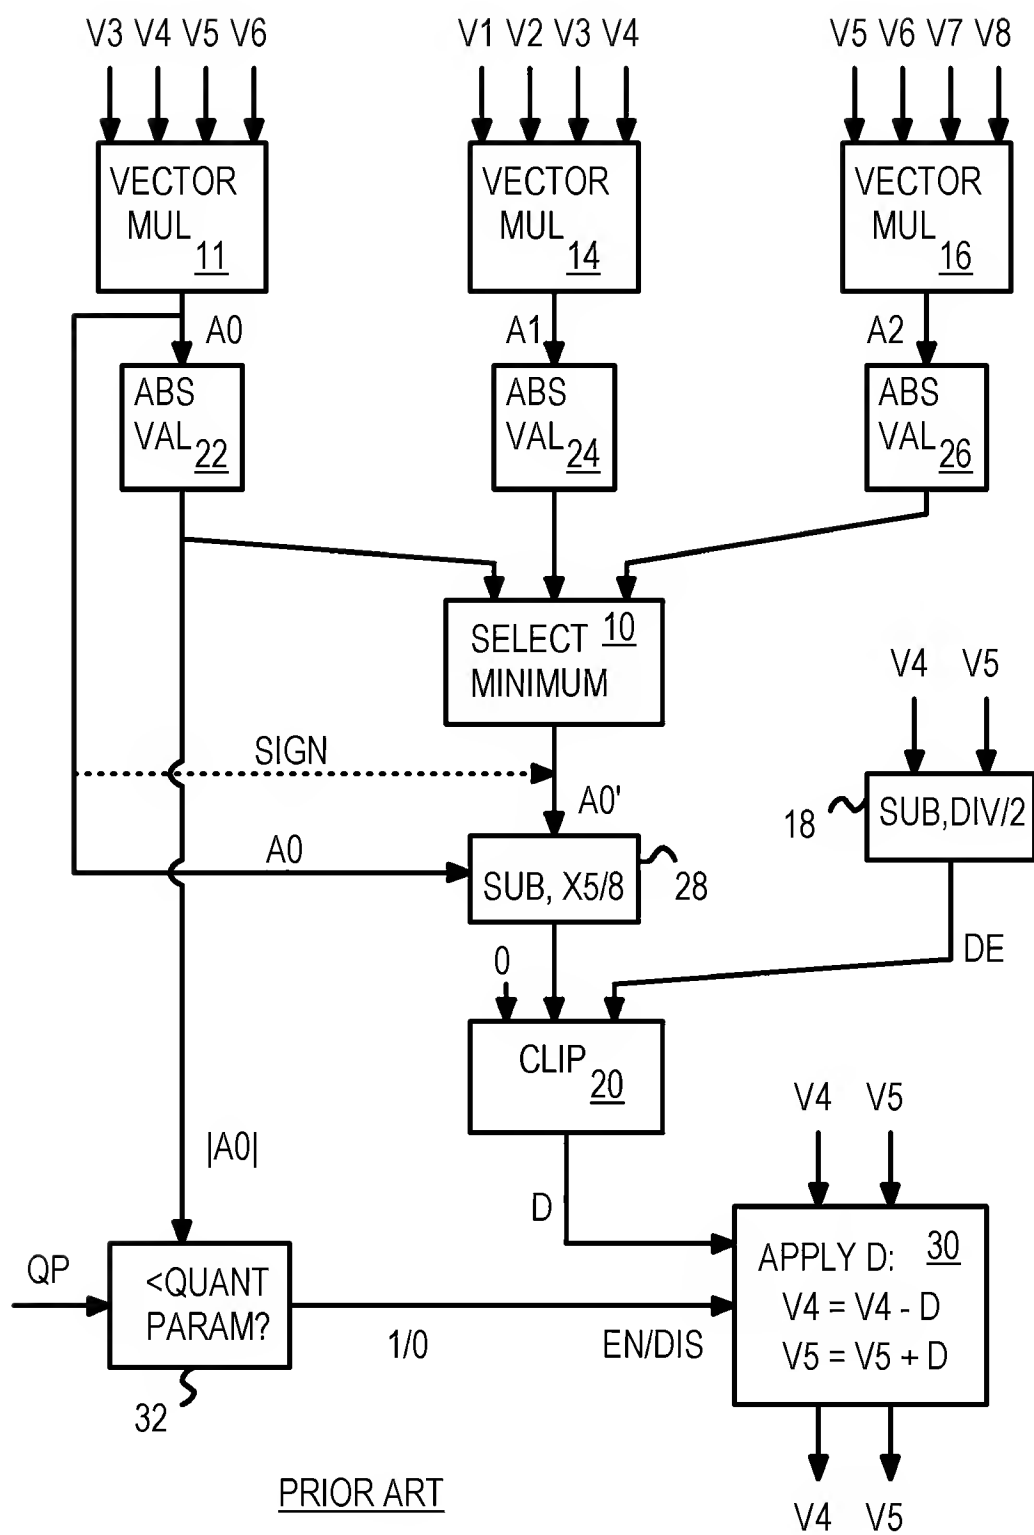 V3 V4 V5 V6
V1 V2 V3 V4
V5 V6 V7 V8
VECTOR
MUL 11
VECTOR
MUL 14
VECTOR
MUL 16
A0
A1
A2
ABS
VAL 22
ABS
VAL 24
ABS
VAL 26
SELECT 10
MINIMUM
V4 V5
SIGN
A0'
18
SUB,DIV/2
A0
SUB, X5/8
28
0
DE
CLIP
20
|A0|
D
V4 V5
QP
<QUANT
PARAM?
APPLY D: 30
V4 = V4 - D
V5 = V5 + D
1/0
EN/DIS
32
PRIOR ART
V4 V5